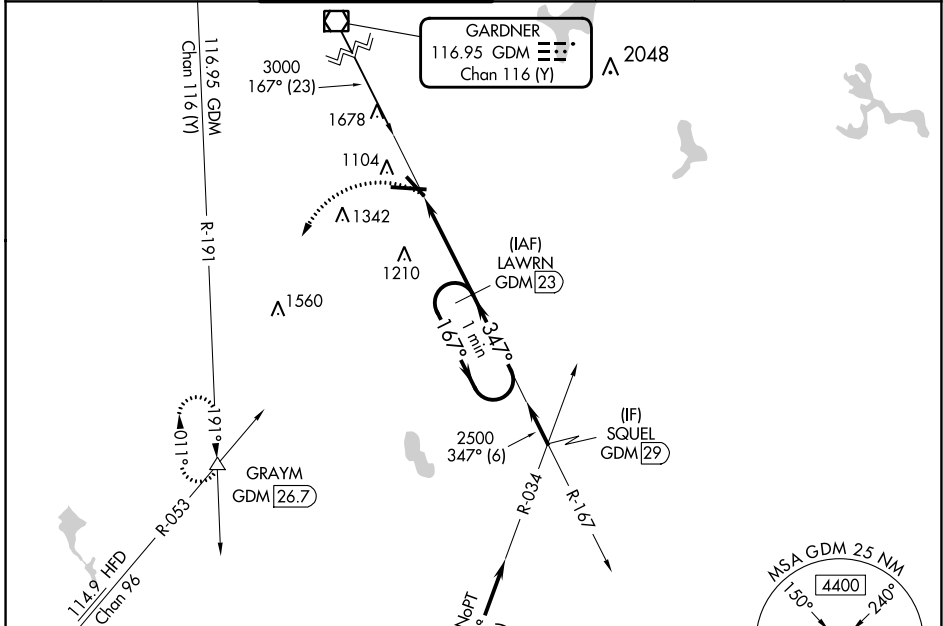 116.95 GDM
Chan 116 (Y)
R-191
GARDNER
116.95 GDM
Chan 116 (Y)
2048
3000
167° (23)
1678
1104
1342
1210
1560
(IAF)
LAWRN
GDM 23
1 min
167°
347°
2500
347° (6)
(IF)
SQUEL
GDM 29
R-034
R-167
NoPT
191°
011°
GRAYM
GDM 26.7
R-053
114.9 HFD
Chan 96
MSA GDM 25 NM
4400
150°
240°